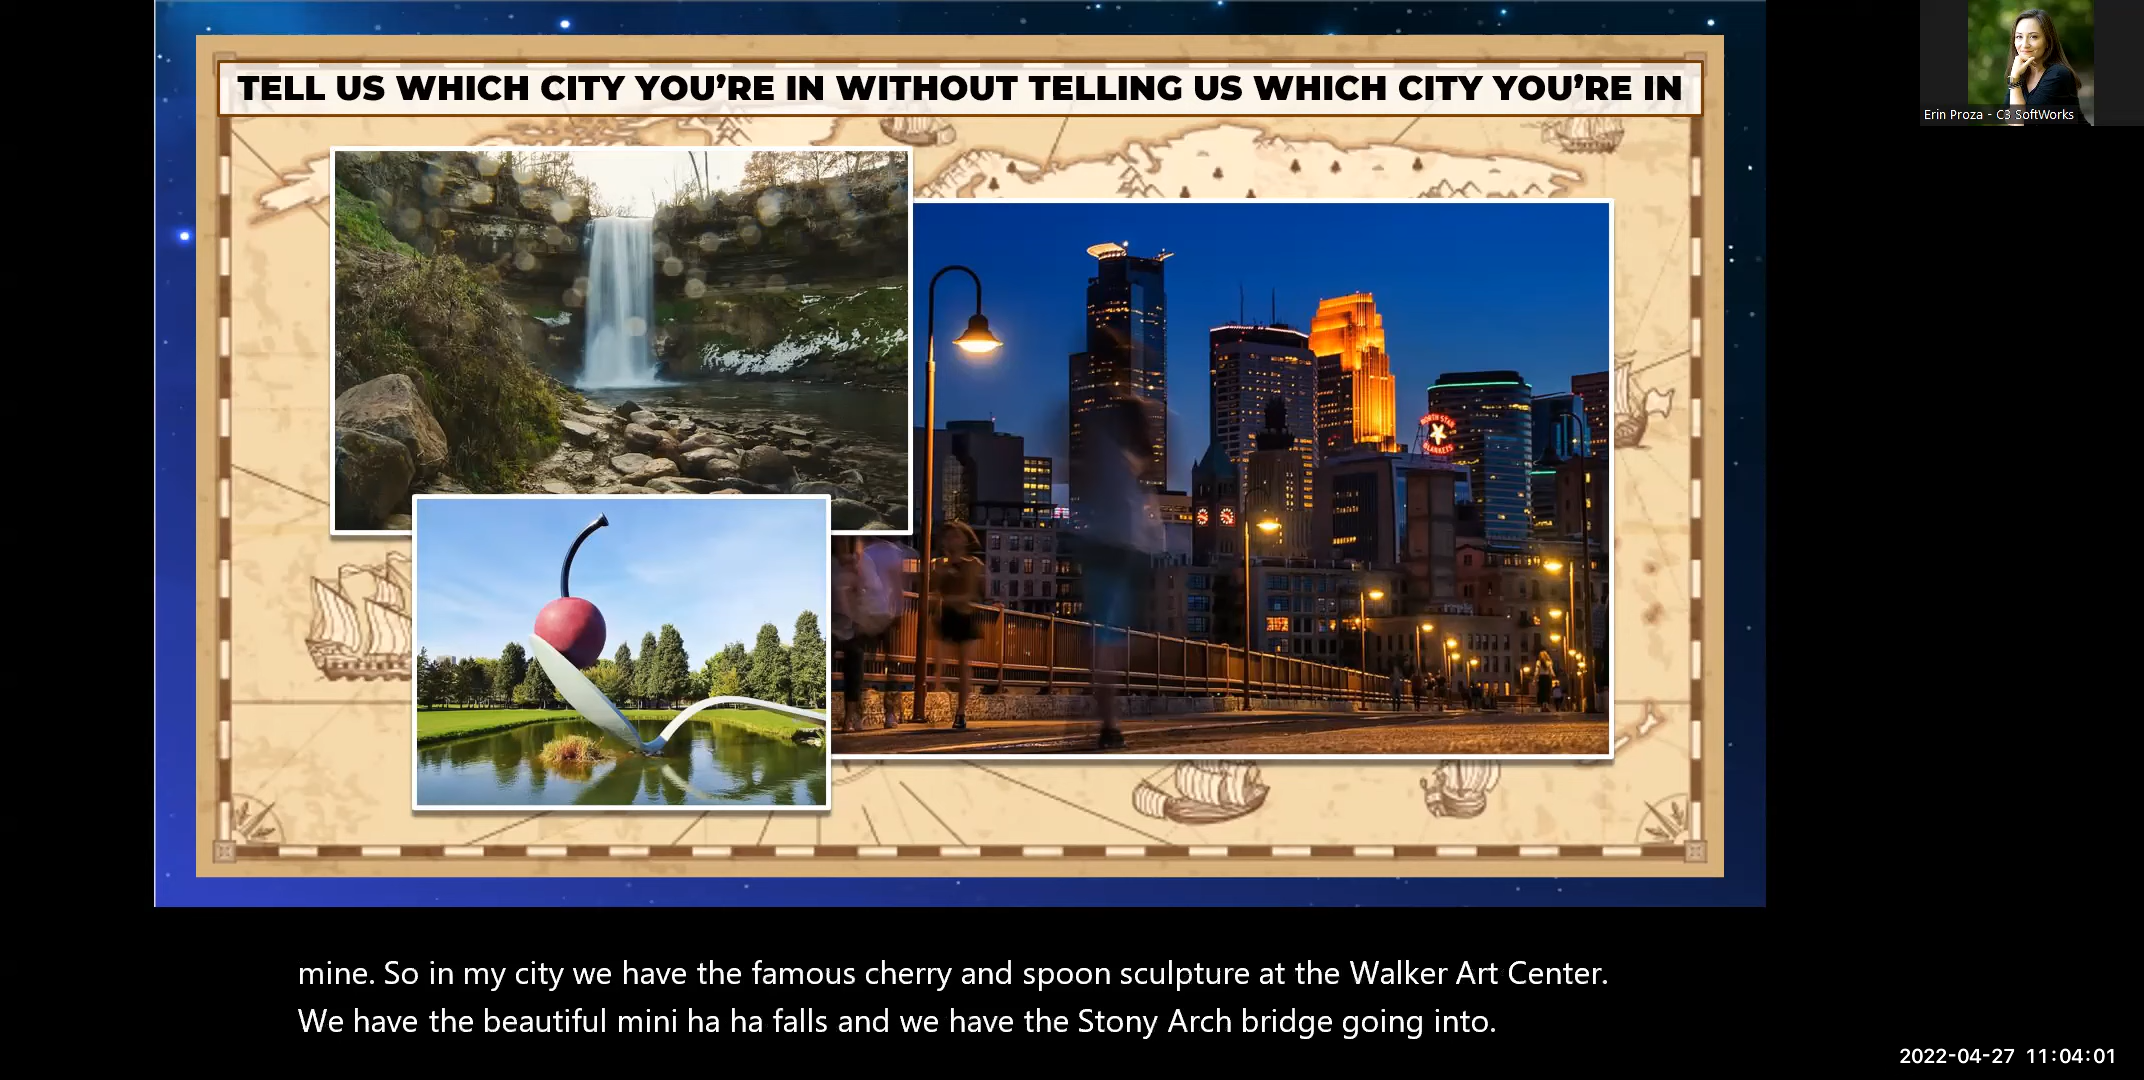 TELL US WHICH CITY YOU’RE IN WITHOUT TELLING US WHICH CITY YOU’RE IN
Erin Proza - C3 SoftWorks
NORTH STAR
BLANKETS
mine. So in my city we have the famous cherry and spoon sculpture at the Walker Art Center.
We have the beautiful mini ha ha falls and we have the Stony Arch bridge going into.
2022-04-27 11:04:01